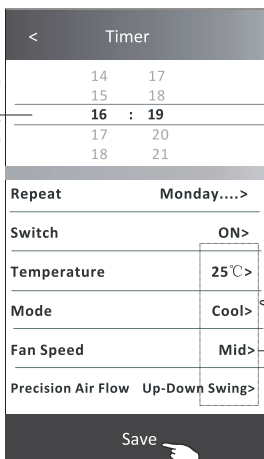 < Timer
14 17
15 18
16 : 19
17 20
18 21
Repeat Monday....>
Switch ON>
Temperature 25℃>
Mode Cool>
Fan Speed Mid>
Precision Air Flow Up-Down Swing>
Save